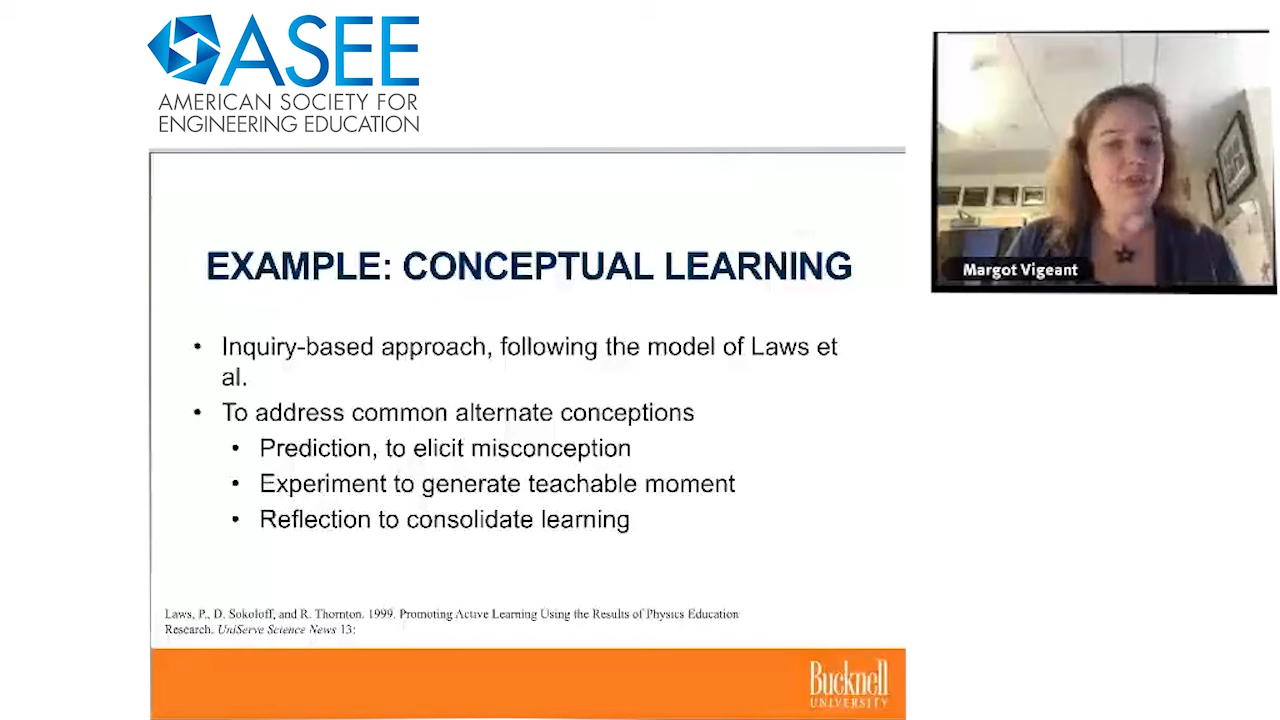 ASEE
AMERICAN SOCIETY FOR
ENGINEERING EDUCATION
EXAMPLE: CONCEPTUAL LEARNING
• Inquiry-based approach, following the model of Laws et
al.
• To address common alternate conceptions
• Prediction, to elicit misconception
• Experiment to generate teachable moment
• Reflection to consolidate learning
Laws, P., D. Sokoloff, and R. Thornton. 1999. Promoting Active Learning Using the Results of Physics Education
Research. UniServe Science News 13:
Bucknell
UNIVERSITY
Margot Vigeant